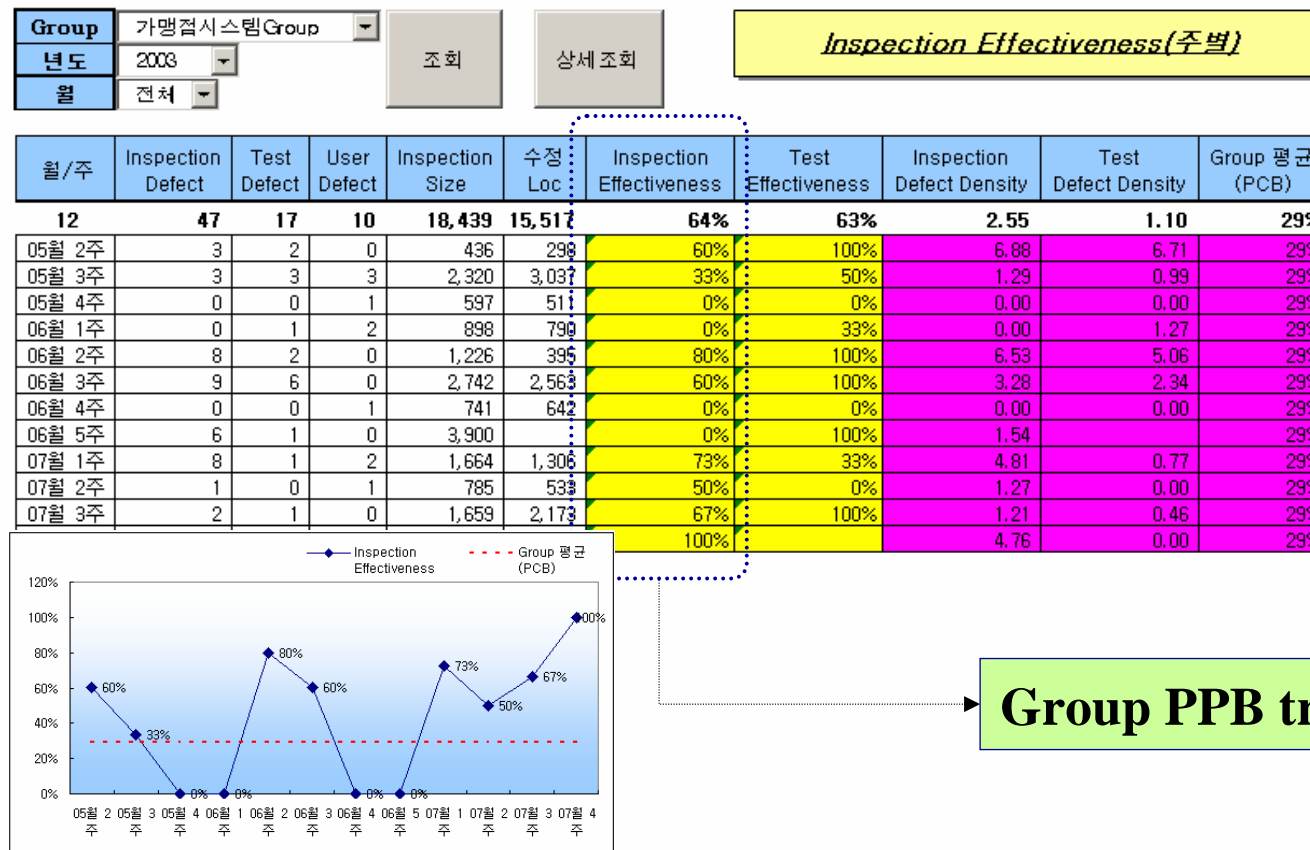 Group 가맹점시스템Group
년도 2003
월 전체
조회
상세조회
Inspection Effectiveness(주별)
월/주 Inspection Defect Test Defect User Defect Inspection Size 수정 Loc Inspection Effectiveness Test Effectiveness Inspection Defect Density Test Defect Density Group 평균 (PCB)
12 47 17 10 18,439 15,517 64% 63% 2.55 1.10 29%
05월 2주 3 2 0 436 298 60% 100% 6.88 6.71 29%
05월 3주 3 3 3 2,320 3,037 33% 50% 1.29 0.99 29%
05월 4주 0 0 1 597 511 0% 0% 0.00 0.00 29%
06월 1주 0 1 2 898 790 0% 33% 0.00 1.27 29%
06월 2주 8 2 0 1,226 395 80% 100% 6.53 5.06 29%
06월 3주 9 6 0 2,742 2,563 60% 100% 3.28 2.34 29%
06월 4주 0 0 1 741 642 0% 0% 0.00 0.00 29%
06월 5주 6 1 0 3,900 0% 100% 1.54 29%
07월 1주 8 1 2 1,664 1,306 73% 33% 4.81 0.77 29%
07월 2주 1 0 1 785 533 50% 0% 1.27 0.00 29%
07월 3주 2 1 0 1,659 2,173 67% 100% 1.21 0.46 29%
100% 4.76 0.00 29%
Inspection Effectiveness
Group 평균 (PCB)
120%
100%
80%
60%
40%
20%
0%
60% 33% 0% 0% 80% 60% 0% 0% 73% 50% 67% 100%
05월 2주 05월 3주 05월 4주 06월 1주 06월 2주 06월 3주 06월 4주 06월 5주 07월 1주 07월 2주 07월 3주 07월 4주
Group PPB tr